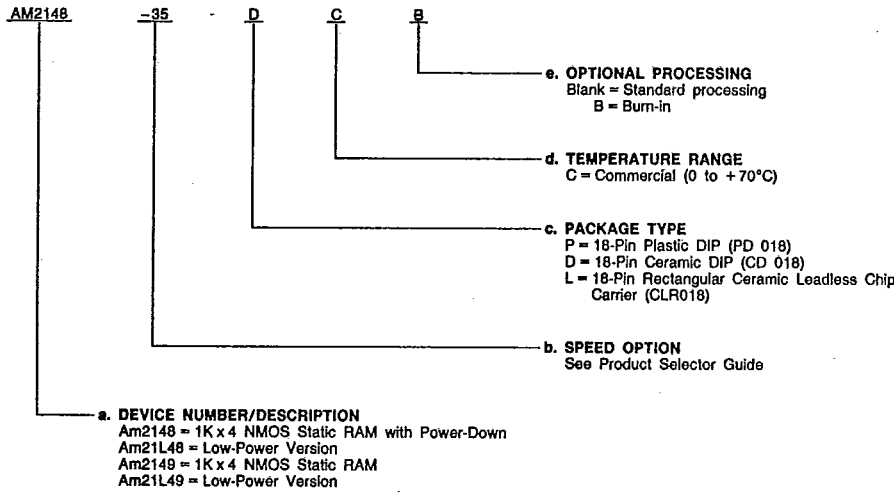 AM2148 -35 - D C B
e. OPTIONAL PROCESSING
Blank = Standard processing
B = Burn-in
d. TEMPERATURE RANGE
C = Commercial (0 to +70°C)
c. PACKAGE TYPE
P = 18-Pin Plastic DIP (PD 018)
D = 18-Pin Ceramic DIP (CD 018)
L = 18-Pin Rectangular Ceramic Leadless Chip
Carrier (CLR018)
b. SPEED OPTION
See Product Selector Guide
a. DEVICE NUMBER/DESCRIPTION
Am2148 = 1K x 4 NMOS Static RAM with Power-Down
Am21L48 = Low-Power Version
Am2149 = 1K x 4 NMOS Static RAM
Am21L49 = Low-Power Version